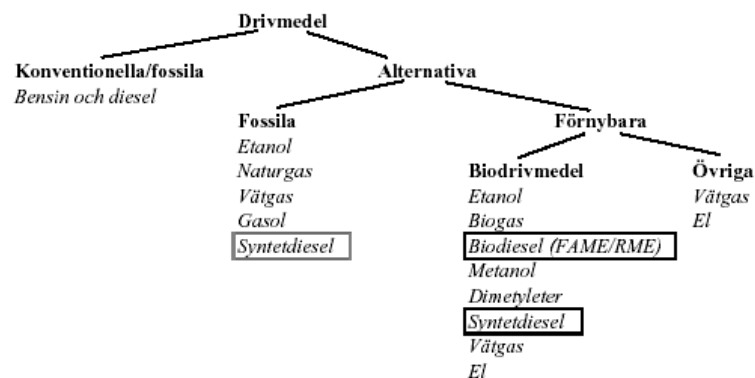 Drivmedel
Konventionella/fossila
Bensin och diesel
Alternativa
Fossila
Etanol
Naturgas
Vätgas
Gasol
Syntetdiesel
Förnybara
Biodrivmedel
Etanol
Biogas
Biodiesel (FAME/RME)
Metanol
Dimetyleter
Syntetdiesel
Vätgas
El
Övriga
Vätgas
El